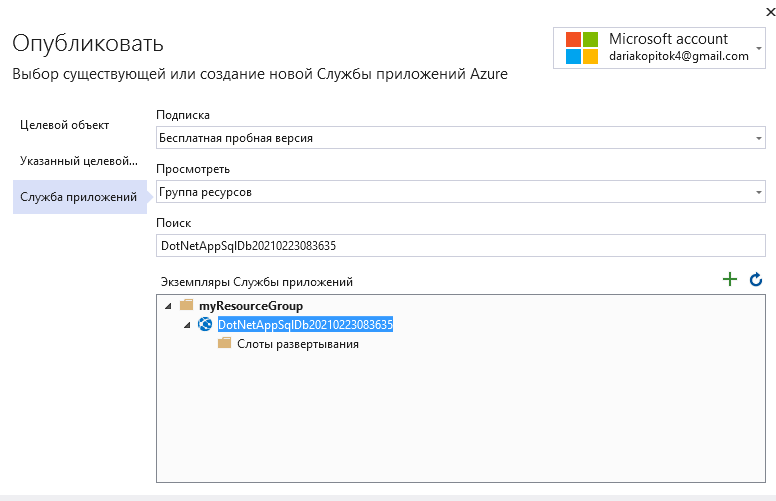 Опубликовать
Microsoft account
dariakopitok4@gmail.com
Выбор существующей или создание новой Службы приложений Azure
Целевой объект
Указанный целевой...
Служба приложений
Подписка
Бесплатная пробная версия
Просмотреть
Группа ресурсов
Поиск
DotNetAppSqlDb20210223083635
Экземпляры Службы приложений
myResourceGroup
DotNetAppSqlDb20210223083635
Слоты развертывания